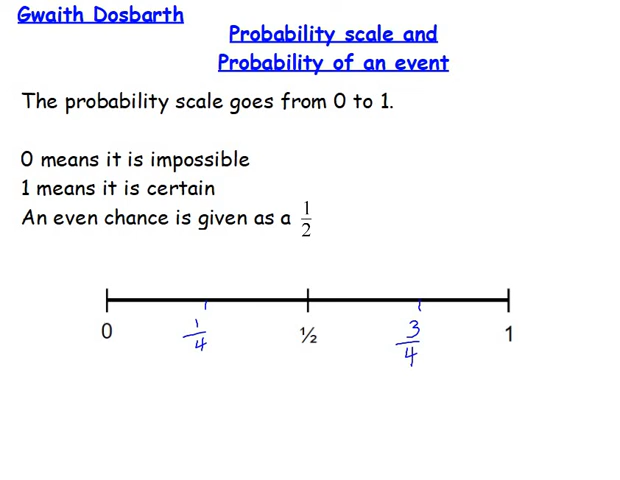 Gwaith Dosbarth
Probability scale and
Probability of an event
The probability scale goes from 0 to 1.
0 means it is impossible
1 means it is certain
An even chance is given as a 1/2
0 1/4 ½ 3/4 1